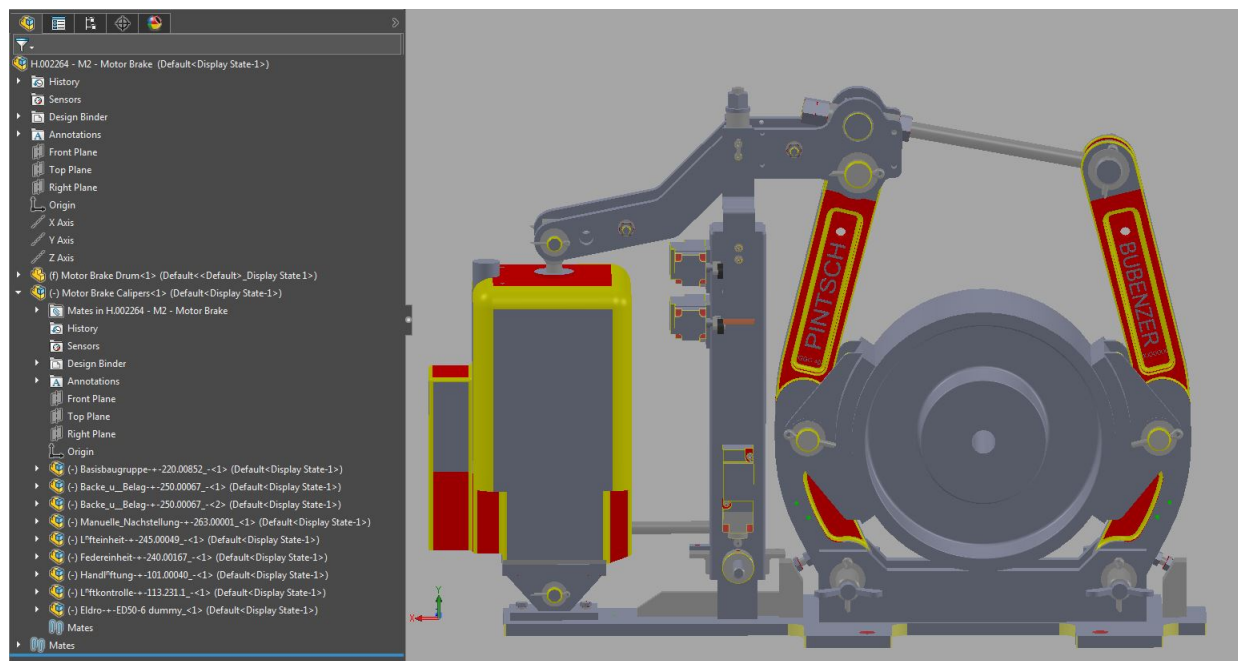 H.002264 - M2 - Motor Brake (Default<Display State-1>)
History
Sensors
Design Binder
Annotations
Front Plane
Top Plane
Right Plane
Origin
X Axis
Y Axis
Z Axis
(f) Motor Brake Drum<1> (Default<<Default>_Display State 1>)
(-) Motor Brake Calipers<1> (Default<Display State-1>)
Mates in H.002264 - M2 - Motor Brake
History
Sensors
Design Binder
Annotations
Front Plane
Top Plane
Right Plane
Origin
(-) Basisbaugruppe-+-220.00852_-<1> (Default<Display State-1>)
(-) Backe_u__Belag-+-250.00067_-<1> (Default<Display State-1>)
(-) Backe_u__Belag-+-250.00067_-<2> (Default<Display State-1>)
(-) Manuelle_Nachstellung-+-263.00001_<1> (Default<Display State-1>)
(-) L³fteinheit-+-245.00049_-<1> (Default<Display State-1>)
(-) Federeinheit-+-240.00167_-<1> (Default<Display State-1>)
(-) Handl³ftung-+-101.00040_-<1> (Default<Display State-1>)
(-) L³ftkontrolle-+-113.231.1_-<1> (Default<Display State-1>)
(-) Eldro-+-ED50-6 dummy_<1> (Default<Display State-1>)
Mates
Mates
PINTSCH
BUBENZER
Y
X